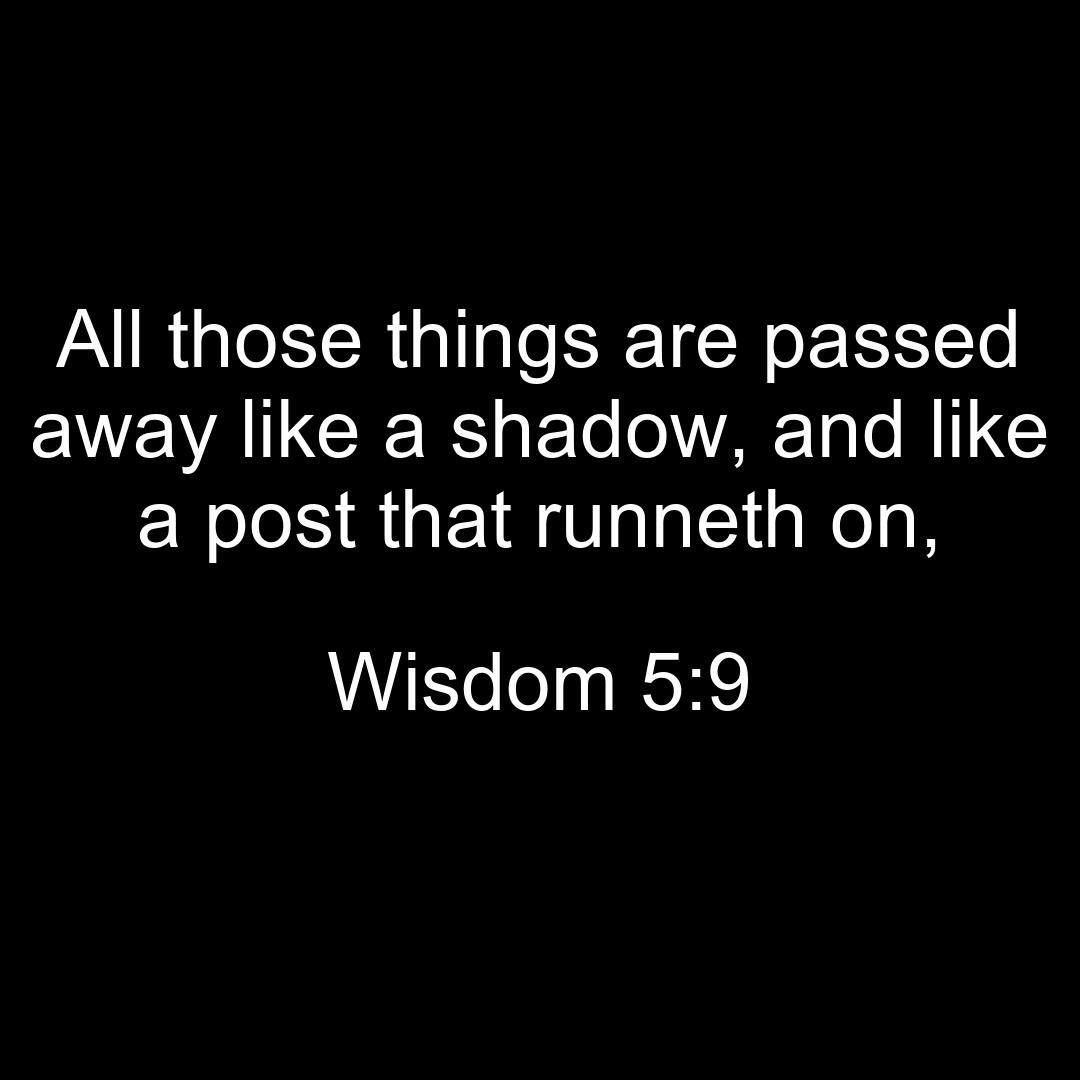 All those things are passed
away like a shadow, and like
a post that runneth on,
Wisdom 5:9